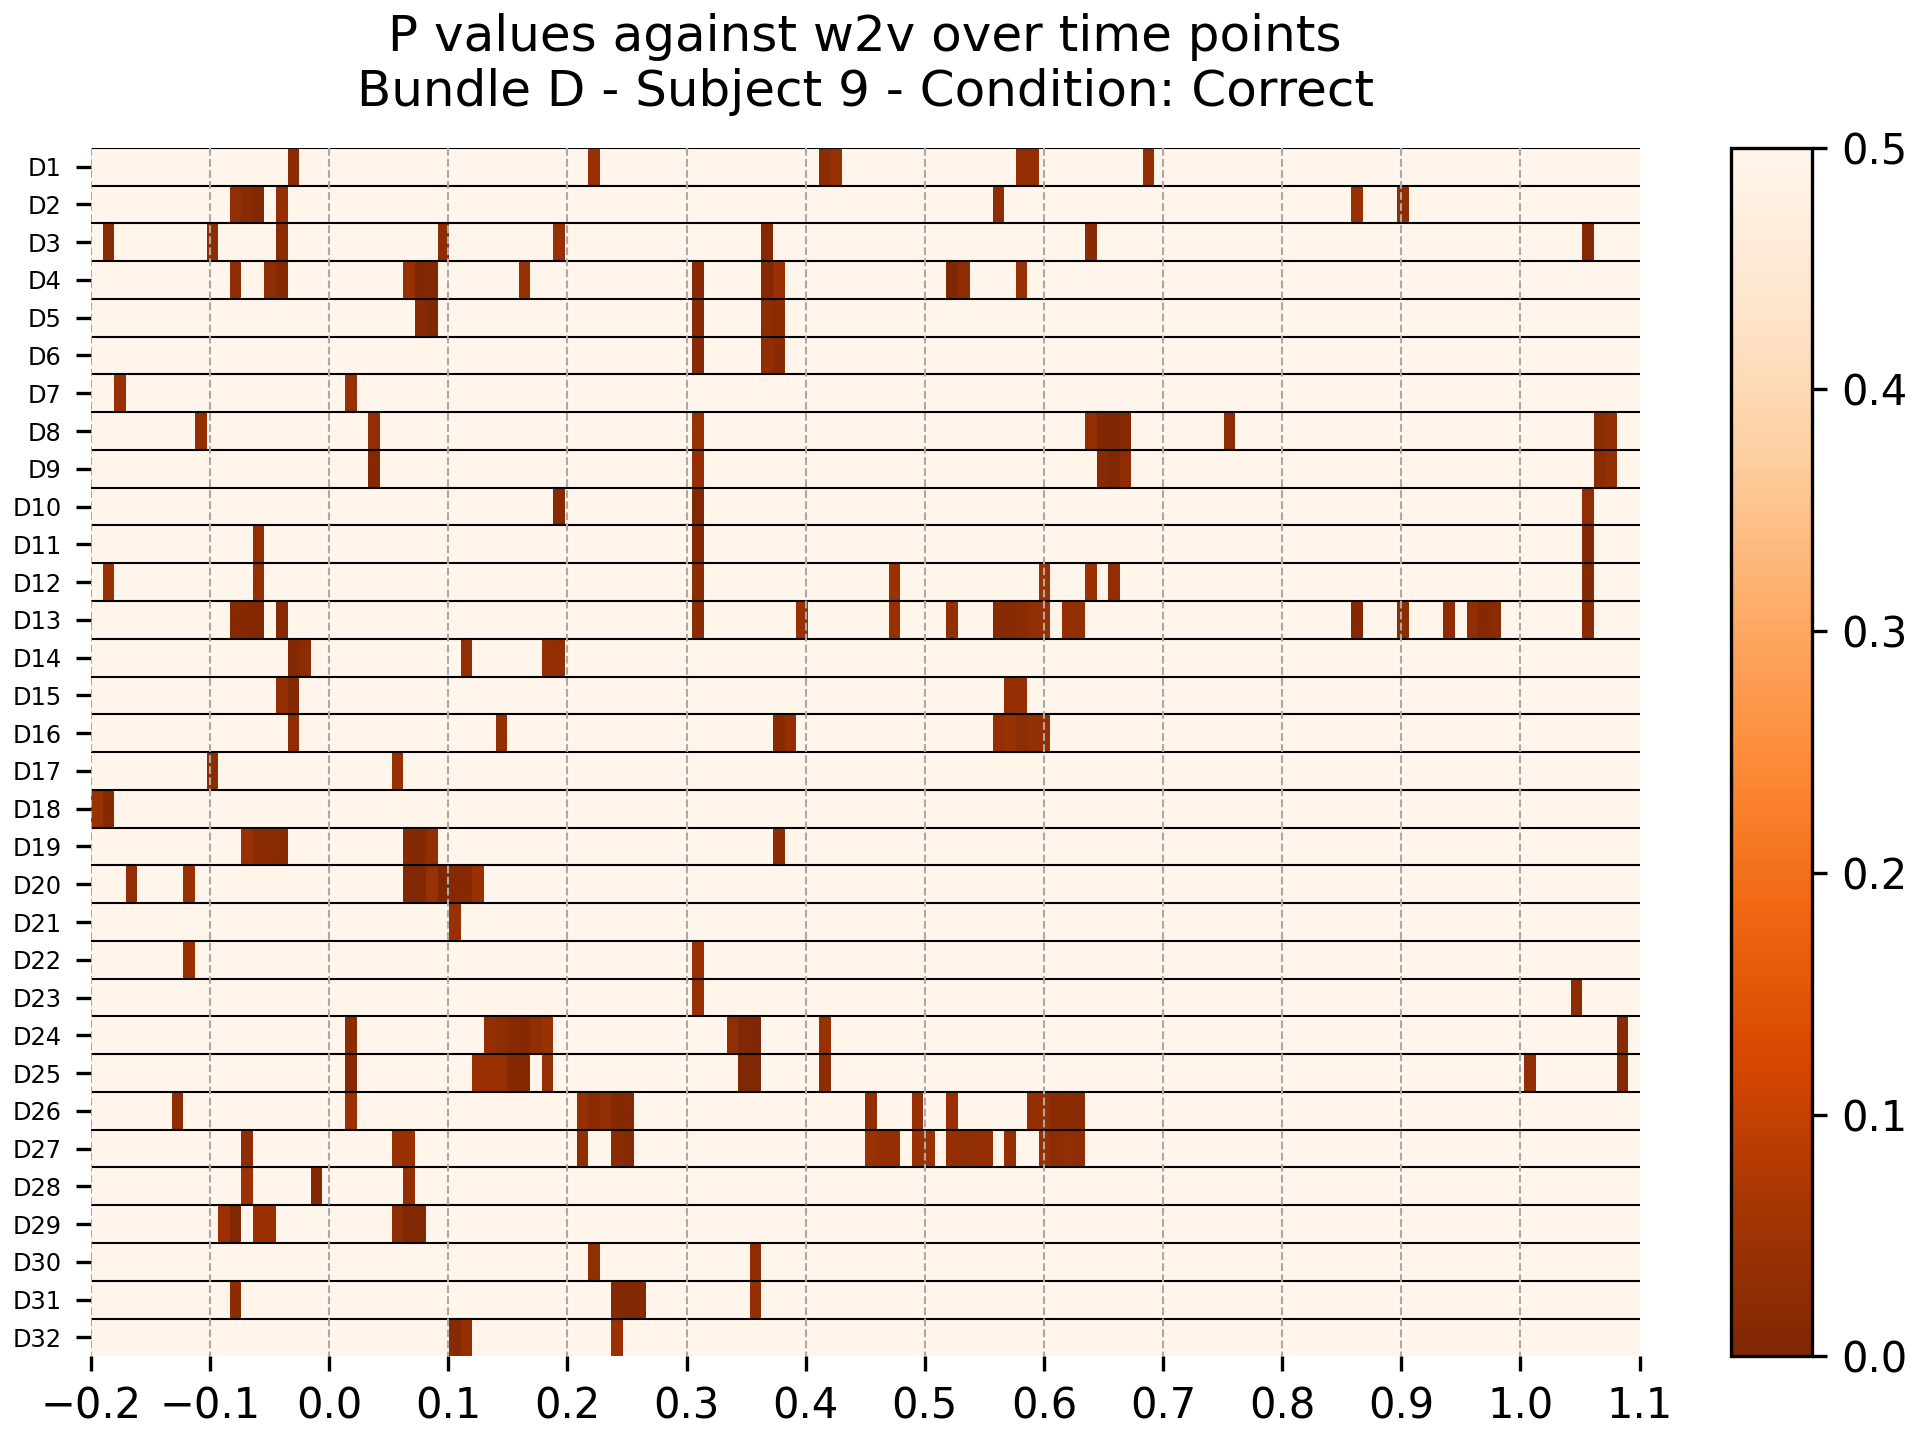 P values against w2v over time points
Bundle D - Subject 9 - Condition: Correct
D1
D2
D3
D4
D5
D6
D7
D8
D9
D10
D11
D12
D13
D14
D15
D16
D17
D18
D19
D20
D21
D22
D23
D24
D25
D26
D27
D28
D29
D30
D31
D32
−0.2 −0.1 0.0 0.1 0.2 0.3 0.4 0.5 0.6 0.7 0.8 0.9 1.0 1.1
0.5
0.4
0.3
0.2
0.1
0.0